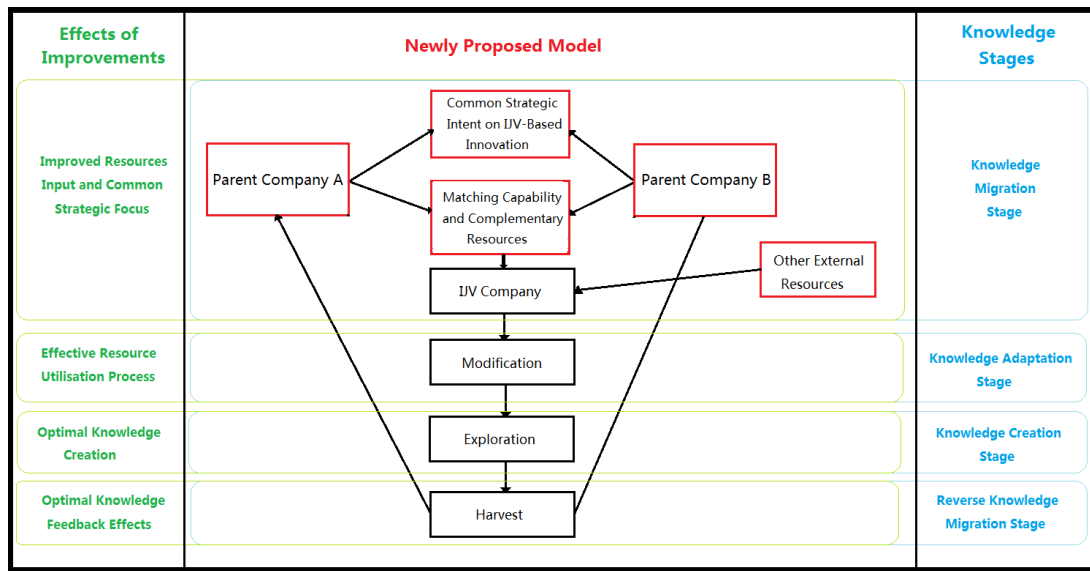 Effects of
Improvements
Newly Proposed Model
Knowledge
Stages
Improved Resources
Input and Common
Strategic Focus
Common Strategic
Intent on IJV-Based
Innovation
Parent Company A
Parent Company B
Matching Capability
and Complementary
Resources
Other External
Resources
IJV Company
Knowledge
Migration
Stage
Effective Resource
Utilisation Process
Modification
Knowledge Adaptation
Stage
Optimal Knowledge
Creation
Exploration
Knowledge Creation
Stage
Optimal Knowledge
Feedback Effects
Harvest
Reverse Knowledge
Migration Stage